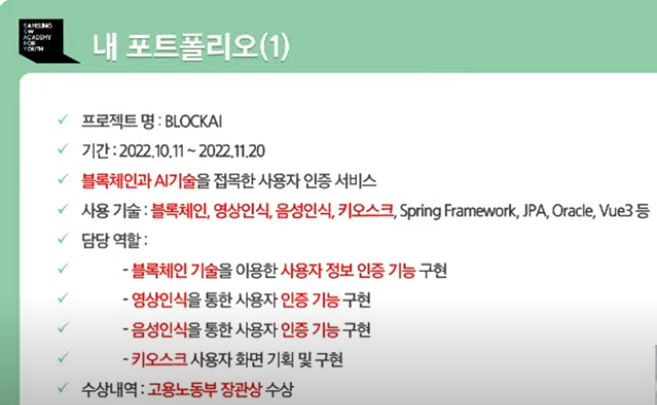 SAMSUNG
SW
ACADEMY
FOR
YOUTH
내 포트폴리오(1)
✓ 프로젝트 명 : BLOCKAI
✓ 기간 : 2022.10.11 ~ 2022.11.20
✓ 블록체인과 AI기술을 접목한 사용자 인증 서비스
✓ 사용 기술 : 블록체인, 영상인식, 음성인식, 키오스크, Spring Framework, JPA, Oracle, Vue3 등
✓ 담당 역할 :
✓ - 블록체인 기술을 이용한 사용자 정보 인증 기능 구현
✓ - 영상인식을 통한 사용자 인증 기능 구현
✓ - 음성인식을 통한 사용자 인증 기능 구현
✓ - 키오스크 사용자 화면 기획 및 구현
✓ 수상내역 : 고용노동부 장관상 수상